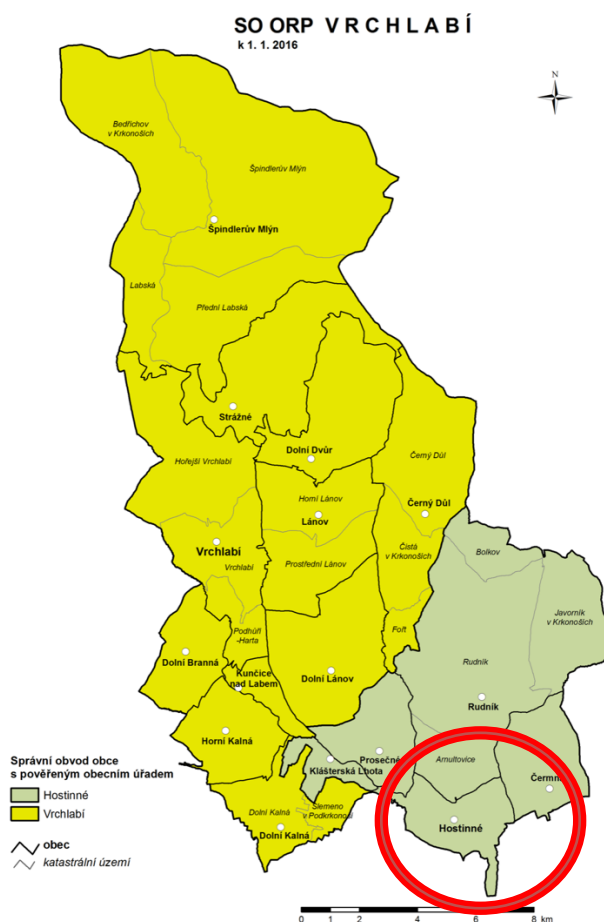 SO ORP VRCHLABÍ
k 1. 1. 2016
N
Bedřichov
v Krkonoších
Špindlerův Mlýn
Špindlerův Mlýn
Labská
Přední Labská
Strážné
Dolní Dvůr
Hořejší Vrchlabí
Černý Důl
Horní Lánov
Lánov
Černý Důl
Vrchlabí
Vrchlabí
Prostřední Lánov
Čistá
v Krkonoších
Bolkov
Javorník
v Krkonoších
Podhůří
-Harta
Fořt
Dolní Branná
Kunčice
nad Labem
Dolní Lánov
Rudník
Rudník
Horní Kalná
Prosečné
Klášterská Lhota
Arnultovice
Hostinné
Dolní Kalná
Slemeno
v Podkrkonoší
Dolní Kalná
Správní obvod obce
s pověřeným obecním úřadem
Hostinné
Vrchlabí
obec
katastrální území
0 1 2 4 6 8 km